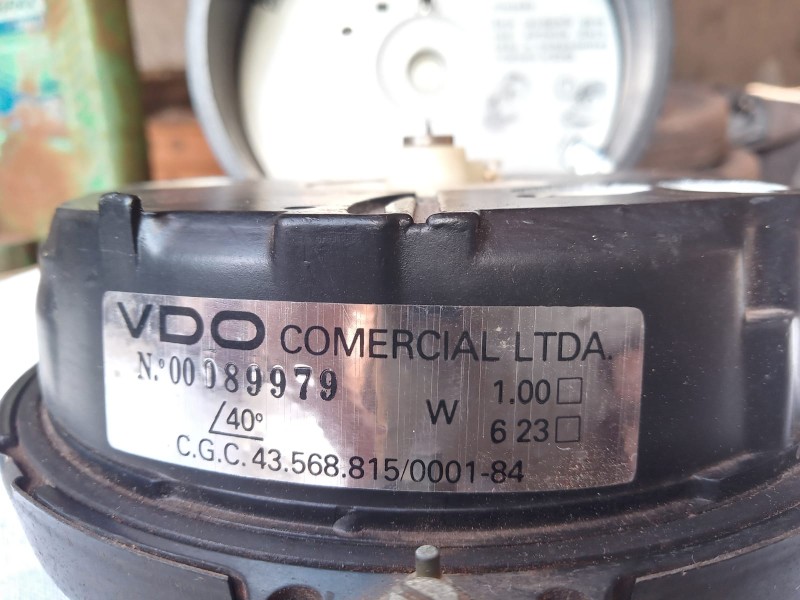 VDO COMERCIAL LTDA.
N.º 00089979
/40º
W
1.00 □
6 23 □
C.G.C. 43.568.815/0001-84